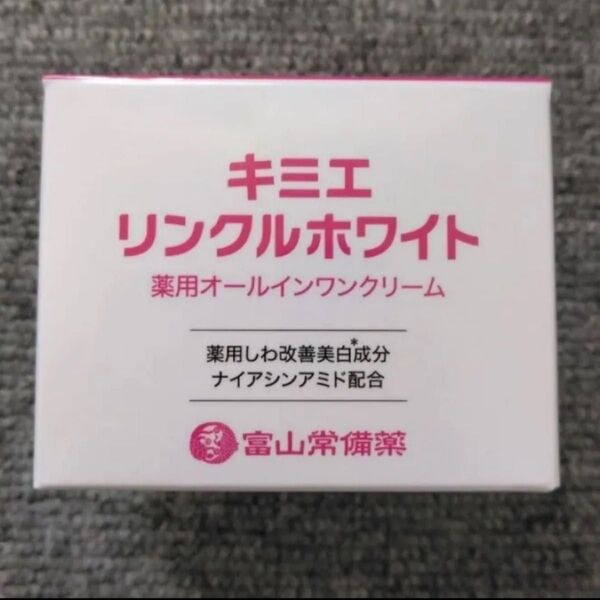 キミエ
リンクルホワイト
薬用オールインワンクリーム
薬用しわ改善美白*成分
ナイアシンアミド配合
富山常備薬